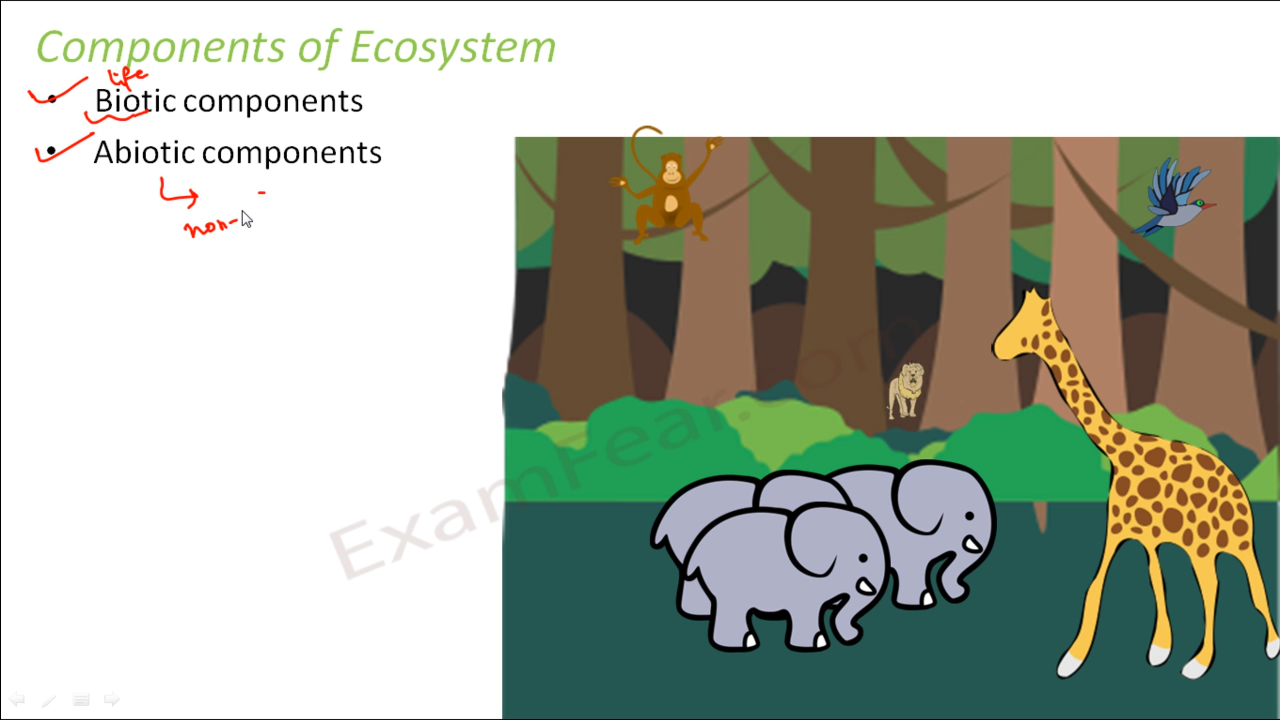 Components of Ecosystem
life
• Biotic components
• Abiotic components
non-
ExamFear.com